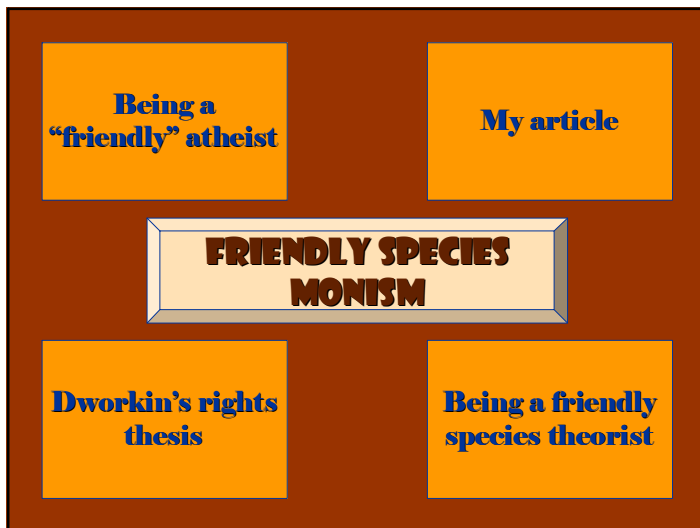 Being a
“friendly” atheist
My article
FRIENDLY SPECIES
MONISM
Dworkin’s rights
thesis
Being a friendly
species theorist